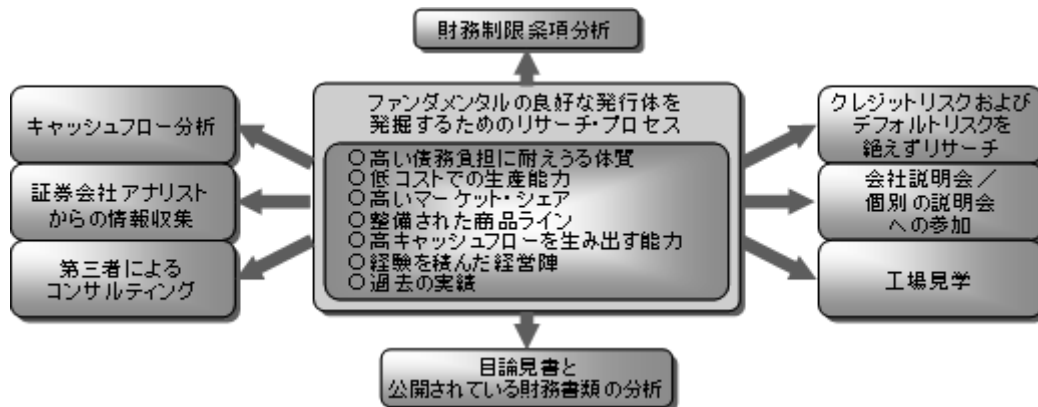 財務制限条項分析
キャッシュフロー分析
証券会社アナリスト
からの情報収集
第三者による
コンサルティング
ファンダメンタルの良好な発行体を
発掘するためのリサーチ・プロセス
○高い債務負担に耐えうる体質
○低コストでの生産能力
○高いマーケット・シェア
○整備された商品ライン
○高キャッシュフローを生み出す能力
○経験を積んだ経営陣
○過去の実績
クレジットリスクおよび
デフォルトリスクを
絶えずリサーチ
会社説明会／
個別の説明会
への参加
工場見学
目論見書と
公開されている財務書類の分析